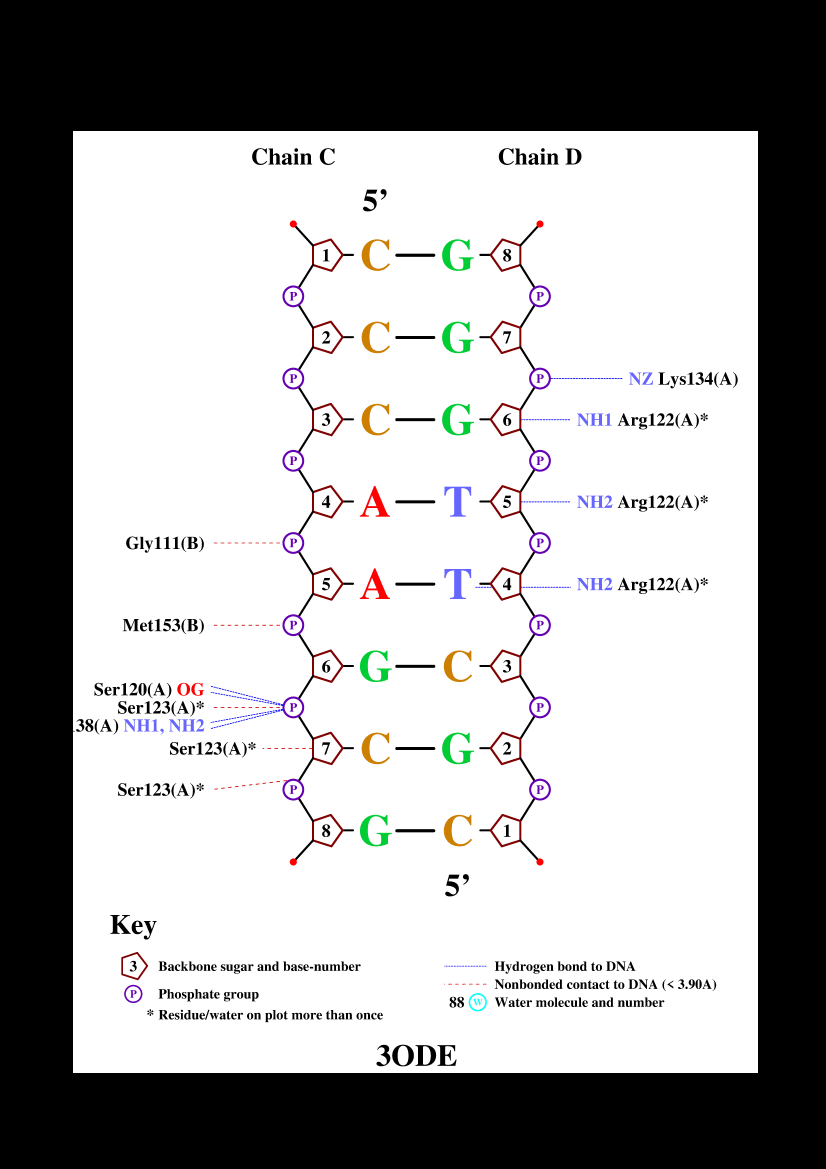 Chain C Chain D
5’
1 C G 8
P P
2 C G 7
P P NZ Lys134(A)
3 C G 6 NH1 Arg122(A)*
P P
4 A T 5 NH2 Arg122(A)*
Gly111(B) P P
5 A T 4 NH2 Arg122(A)*
Met153(B) P P
6 G C 3
Ser120(A) OG
Ser123(A)* P P
38(A) NH1, NH2
Ser123(A)* 7 C G 2
Ser123(A)* P P
8 G C 1
5’
Key
3 Backbone sugar and base-number
P Phosphate group
* Residue/water on plot more than once
Hydrogen bond to DNA
Nonbonded contact to DNA (< 3.90A)
88 W Water molecule and number
3ODE